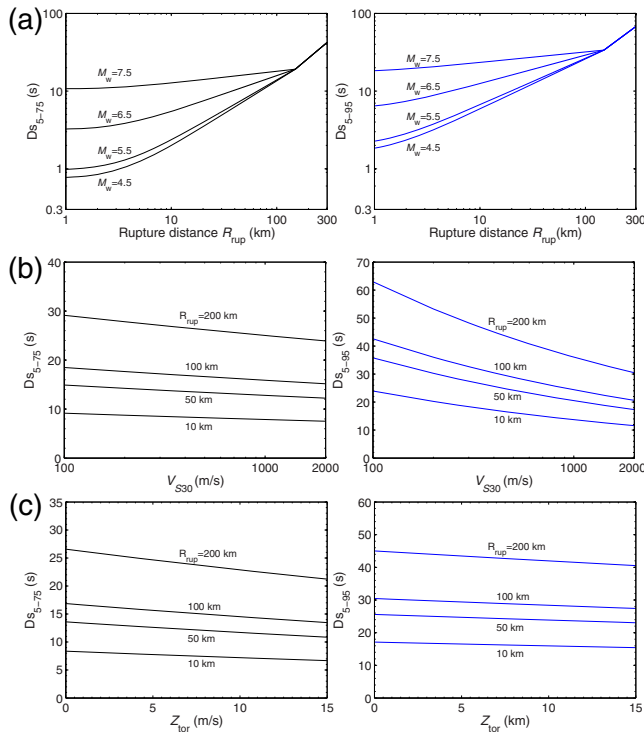 (a)
100
10
1
0.3
Ds5−75 (s)
Mw=7.5
Mw=6.5
Mw=5.5
Mw=4.5
1
10
100
300
Rupture distance Rrup (km)
100
10
1
0.3
Ds5−95 (s)
Mw=7.5
Mw=6.5
Mw=5.5
Mw=4.5
1
10
100
300
Rupture distance Rrup(km)
(b)
40
30
20
10
0
Ds5−75 (s)
Rrup=200 km
100 km
50 km
10 km
100
1000
2000
VS30 (m/s)
70
60
50
40
30
20
10
0
Ds5−95 (s)
Rrup=200 km
100 km
50 km
10 km
100
1000
2000
VS30 (m/s)
(c)
35
30
25
20
15
10
5
0
Ds5−75 (s)
Rrup=200 km
100 km
50 km
10 km
0
5
10
15
Ztor (m/s)
60
50
40
30
20
10
0
Ds5−95 (s)
Rrup=200 km
100 km
50 km
10 km
0
5
10
15
Ztor (km)